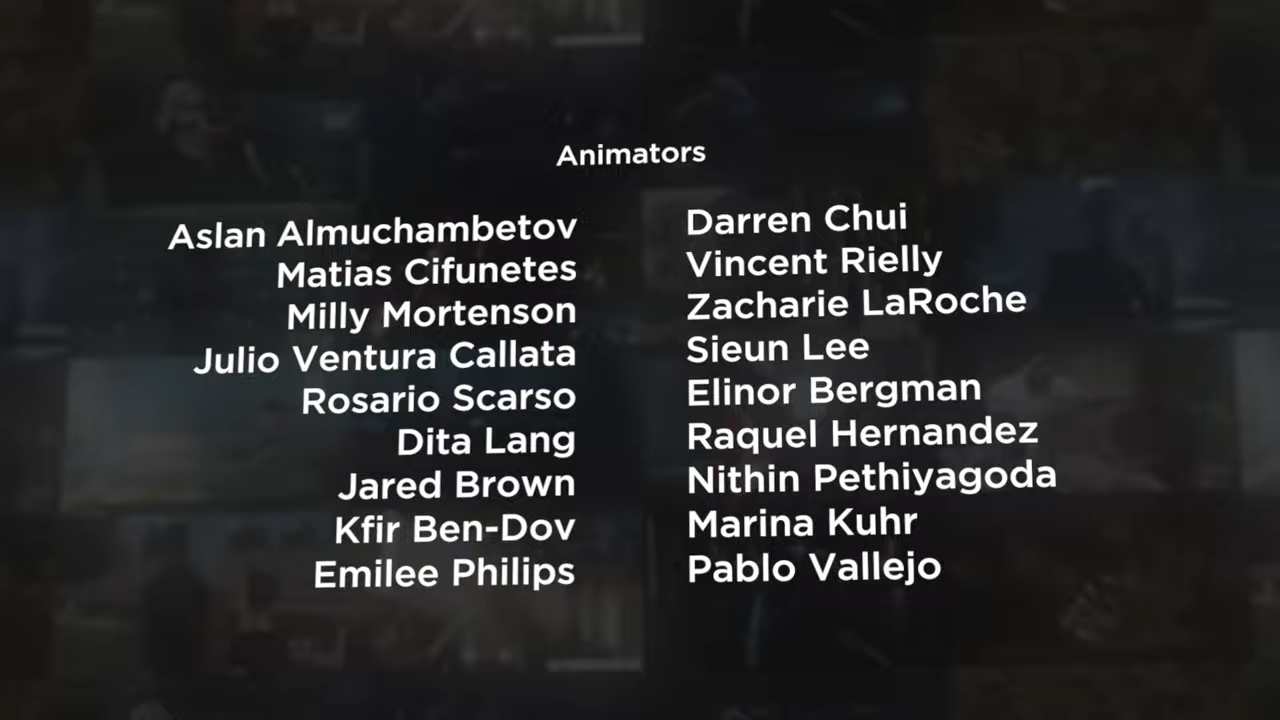 Animators
Aslan Almuchambetov
Matias Cifunetes
Milly Mortenson
Julio Ventura Callata
Rosario Scarso
Dita Lang
Jared Brown
Kfir Ben-Dov
Emilee Philips
Darren Chui
Vincent Rielly
Zacharie LaRoche
Sieun Lee
Elinor Bergman
Raquel Hernandez
Nithin Pethiyagoda
Marina Kuhr
Pablo Vallejo